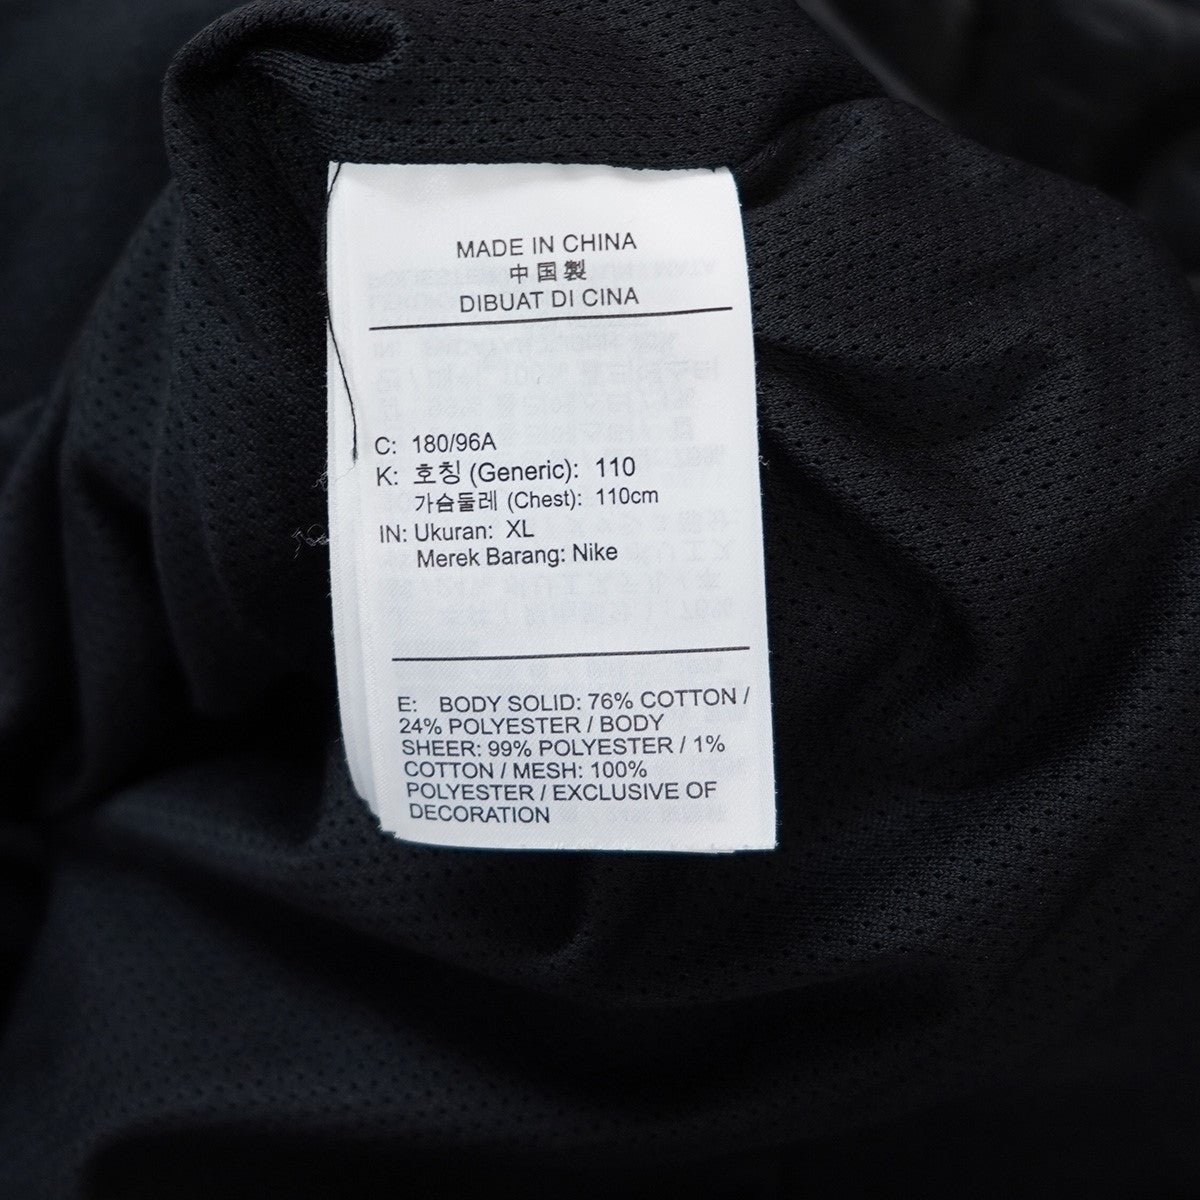 MADE IN CHINA
中国製
DIBUAT DI CINA
C: 180/96A
K: 호칭 (Generic): 110
가슴둘레 (Chest): 110cm
IN: Ukuran: XL
Merek Barang: Nike
E: BODY SOLID: 76% COTTON /
24% POLYESTER / BODY
SHEER: 99% POLYESTER / 1%
COTTON / MESH: 100%
POLYESTER / EXCLUSIVE OF
DECORATION